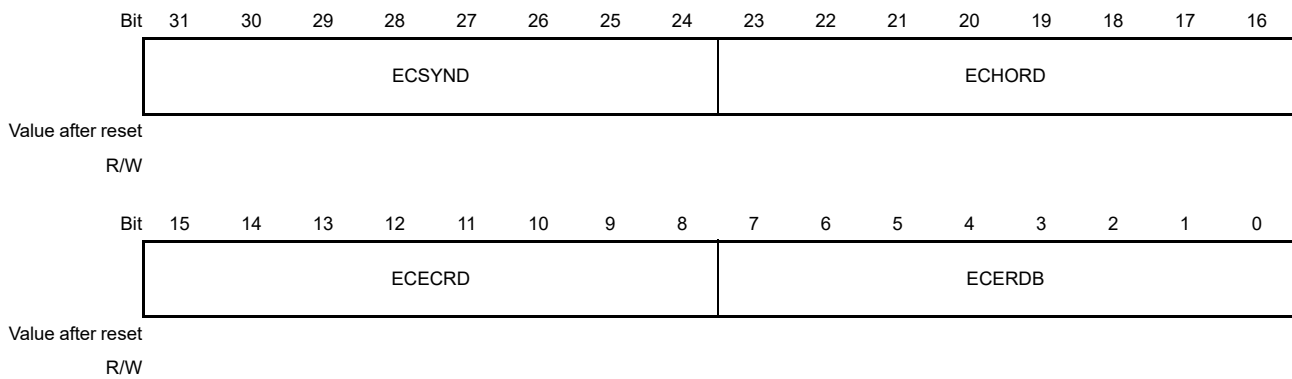 Bit 31 30 29 28 27 26 25 24 23 22 21 20 19 18 17 16
ECSYND ECHORD
Value after reset
R/W
Bit 15 14 13 12 11 10 9 8 7 6 5 4 3 2 1 0
ECECRD ECERDB
Value after reset
R/W